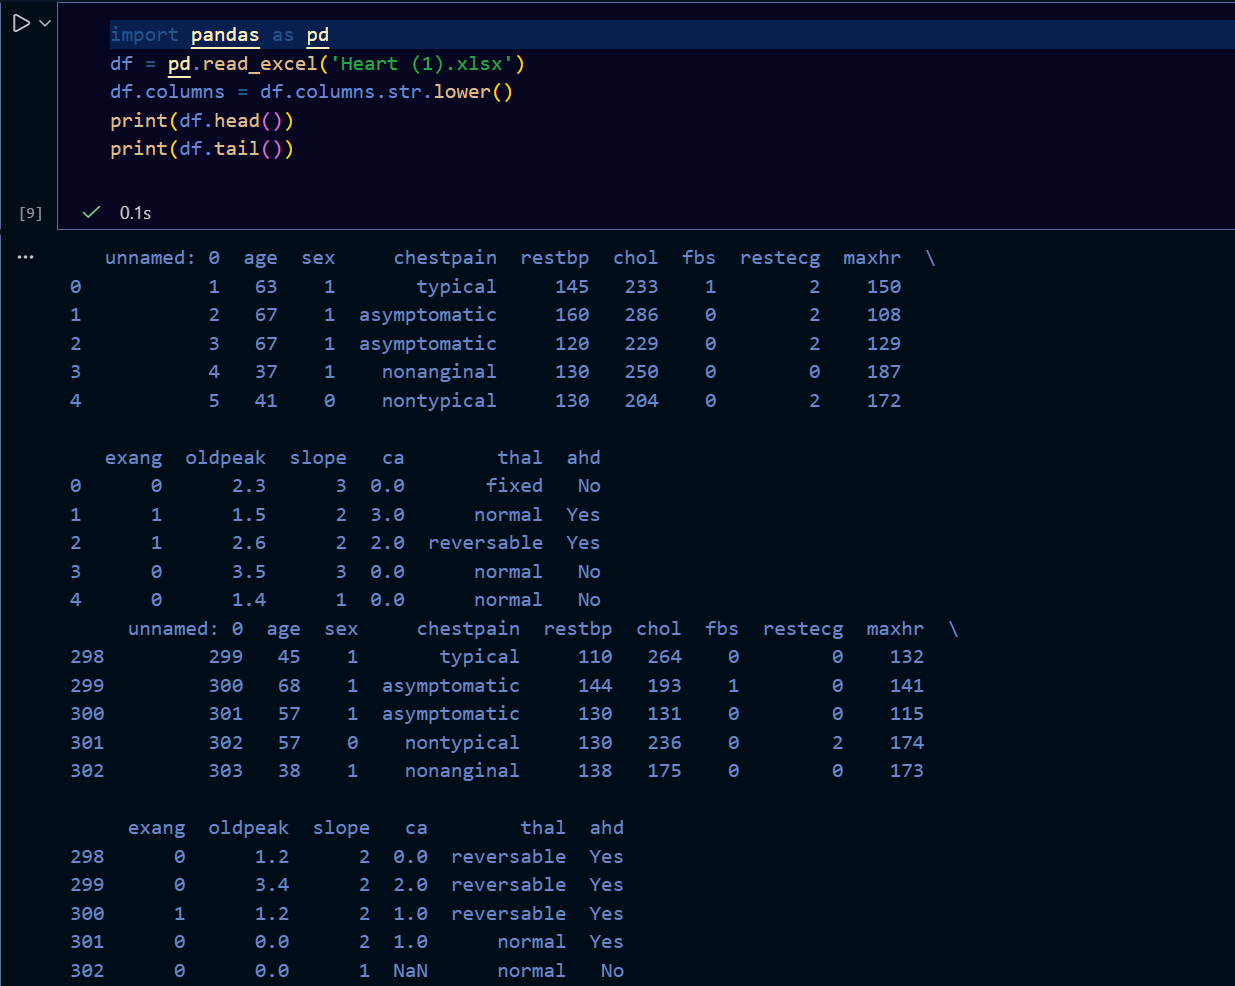 import pandas as pd
df = pd.read_excel('Heart (1).xlsx')
df.columns = df.columns.str.lower()
print(df.head())
print(df.tail())
[9] 0.1s
... unnamed: 0 age sex chestpain restbp chol fbs restecg maxhr \
0 1 63 1 typical 145 233 1 2 150
1 2 67 1 asymptomatic 160 286 0 2 108
2 3 67 1 asymptomatic 120 229 0 2 129
3 4 37 1 nonanginal 130 250 0 0 187
4 5 41 0 nontypical 130 204 0 2 172
exang oldpeak slope ca thal ahd
0 0 2.3 3 0.0 fixed No
1 1 1.5 2 3.0 normal Yes
2 1 2.6 2 2.0 reversable Yes
3 0 3.5 3 0.0 normal No
4 0 1.4 1 0.0 normal No
unnamed: 0 age sex chestpain restbp chol fbs restecg maxhr \
298 299 45 1 typical 110 264 0 0 132
299 300 68 1 asymptomatic 144 193 1 0 141
300 301 57 1 asymptomatic 130 131 0 0 115
301 302 57 0 nontypical 130 236 0 2 174
302 303 38 1 nonanginal 138 175 0 0 173
exang oldpeak slope ca thal ahd
298 0 1.2 2 0.0 reversable Yes
299 0 3.4 2 2.0 reversable Yes
300 1 1.2 2 1.0 reversable Yes
301 0 0.0 2 1.0 normal Yes
302 0 0.0 1 NaN normal No